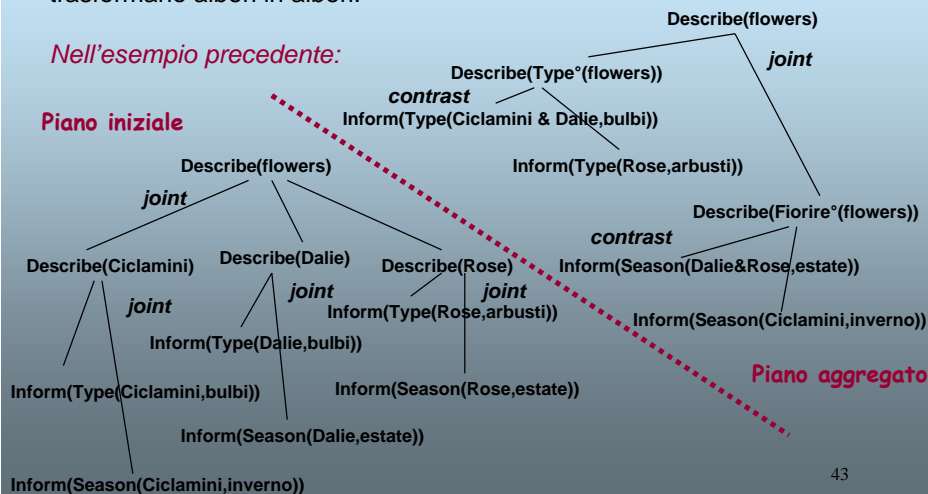 trasformano alberi in alberi.
Nell'esempio precedente:
Piano iniziale
Describe(flowers)
joint
Describe(Ciclamini)
Describe(Dalie)
Describe(Rose)
joint
joint
joint
Inform(Type(Rose,arbusti))
Inform(Type(Dalie,bulbi))
Inform(Type(Ciclamini,bulbi))
Inform(Season(Rose,estate))
Inform(Season(Dalie,estate))
Inform(Season(Ciclamini,inverno))
Describe(flowers)
joint
Describe(Type°(flowers))
contrast
Inform(Type(Ciclamini & Dalie,bulbi))
Inform(Type(Rose,arbusti))
Describe(Fiorire°(flowers))
contrast
Inform(Season(Dalie&Rose,estate))
Inform(Season(Ciclamini,inverno))
Piano aggregato
43